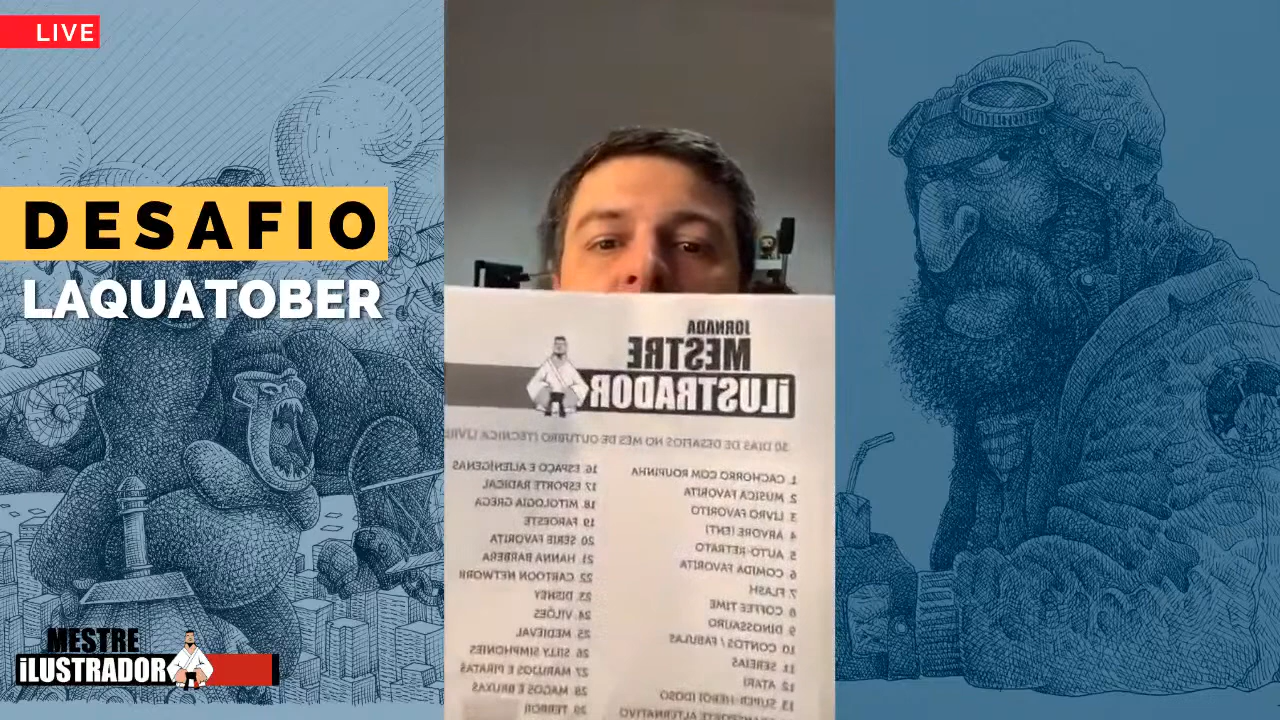 LIVE
DESAFIO
LAQUATOBER
MESTRE
iLUSTRADOR
JORNADA
MESTRE
iLUSTRADOR
30 DIAS DE DESAFIOS NO MÊS DE OUTUBRO (TÉCNICA
1. CACHORRO COM ROUPINHA
2. MÚSICA FAVORITA
3. LIVRO FAVORITO
4. ÁRVORE (ENT)
5. AUTO-RETRATO
6. COMIDA FAVORITA
7. FLASH
8. COFFEE TIME
9. DINOSSAURO
10. CONTOS / FÁBULAS
11. SEREIAS
12. ATARI
13. SUPER-HERÓI IDOSO
ALTERNATIVO
16. ESPAÇO E ALIENÍGENAS
17. ESPORTE RADICAL
18. MITOLOGIA GREGA
19. FAROESTE
20. SÉRIE FAVORITA
21. HANNA BARBERA
22. CARTOON NETWORK
23. DISNEY
24. VILÕES
25. MEDIEVAL
26. SILLY SIMPHONIES
27. MARUJOS E PIRATAS
28. MAGOS E BRUXAS
29. TERROR